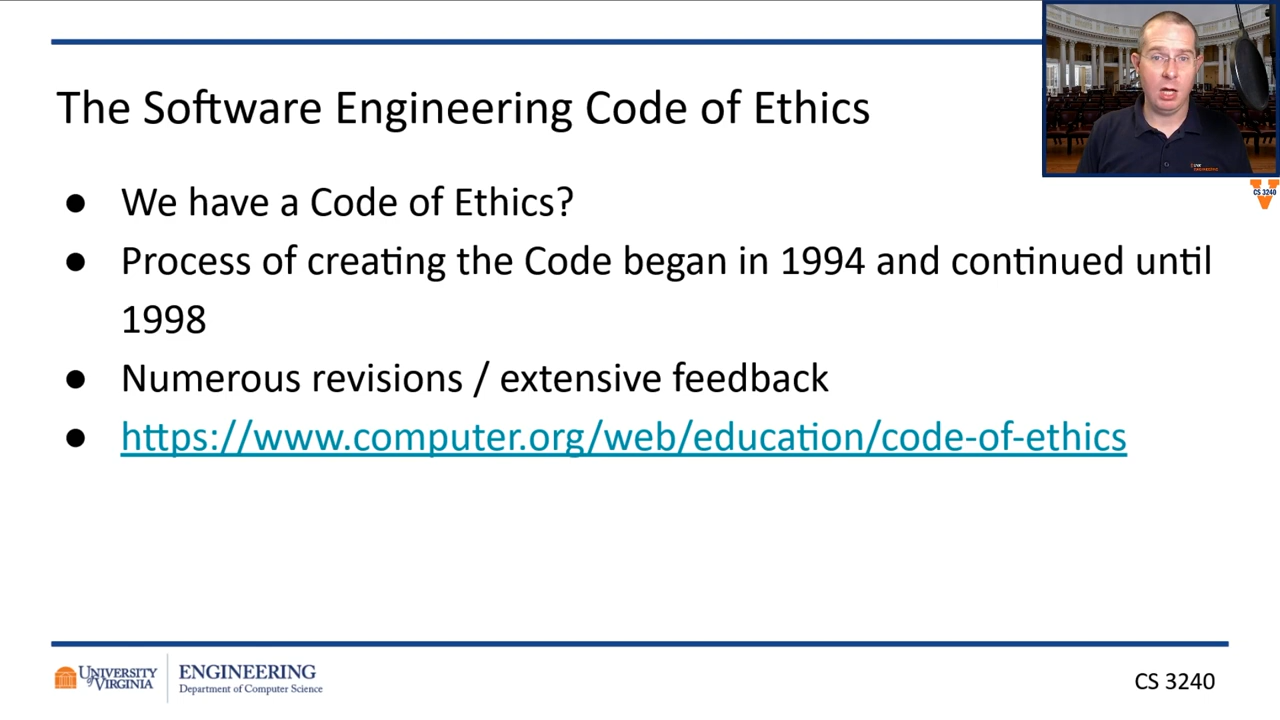 The Software Engineering Code of Ethics
● We have a Code of Ethics?
● Process of creating the Code began in 1994 and continued until
1998
● Numerous revisions / extensive feedback
● https://www.computer.org/web/education/code-of-ethics
CS 3240
UNIVERSITY
of VIRGINIA
ENGINEERING
Department of Computer Science
CS 3240